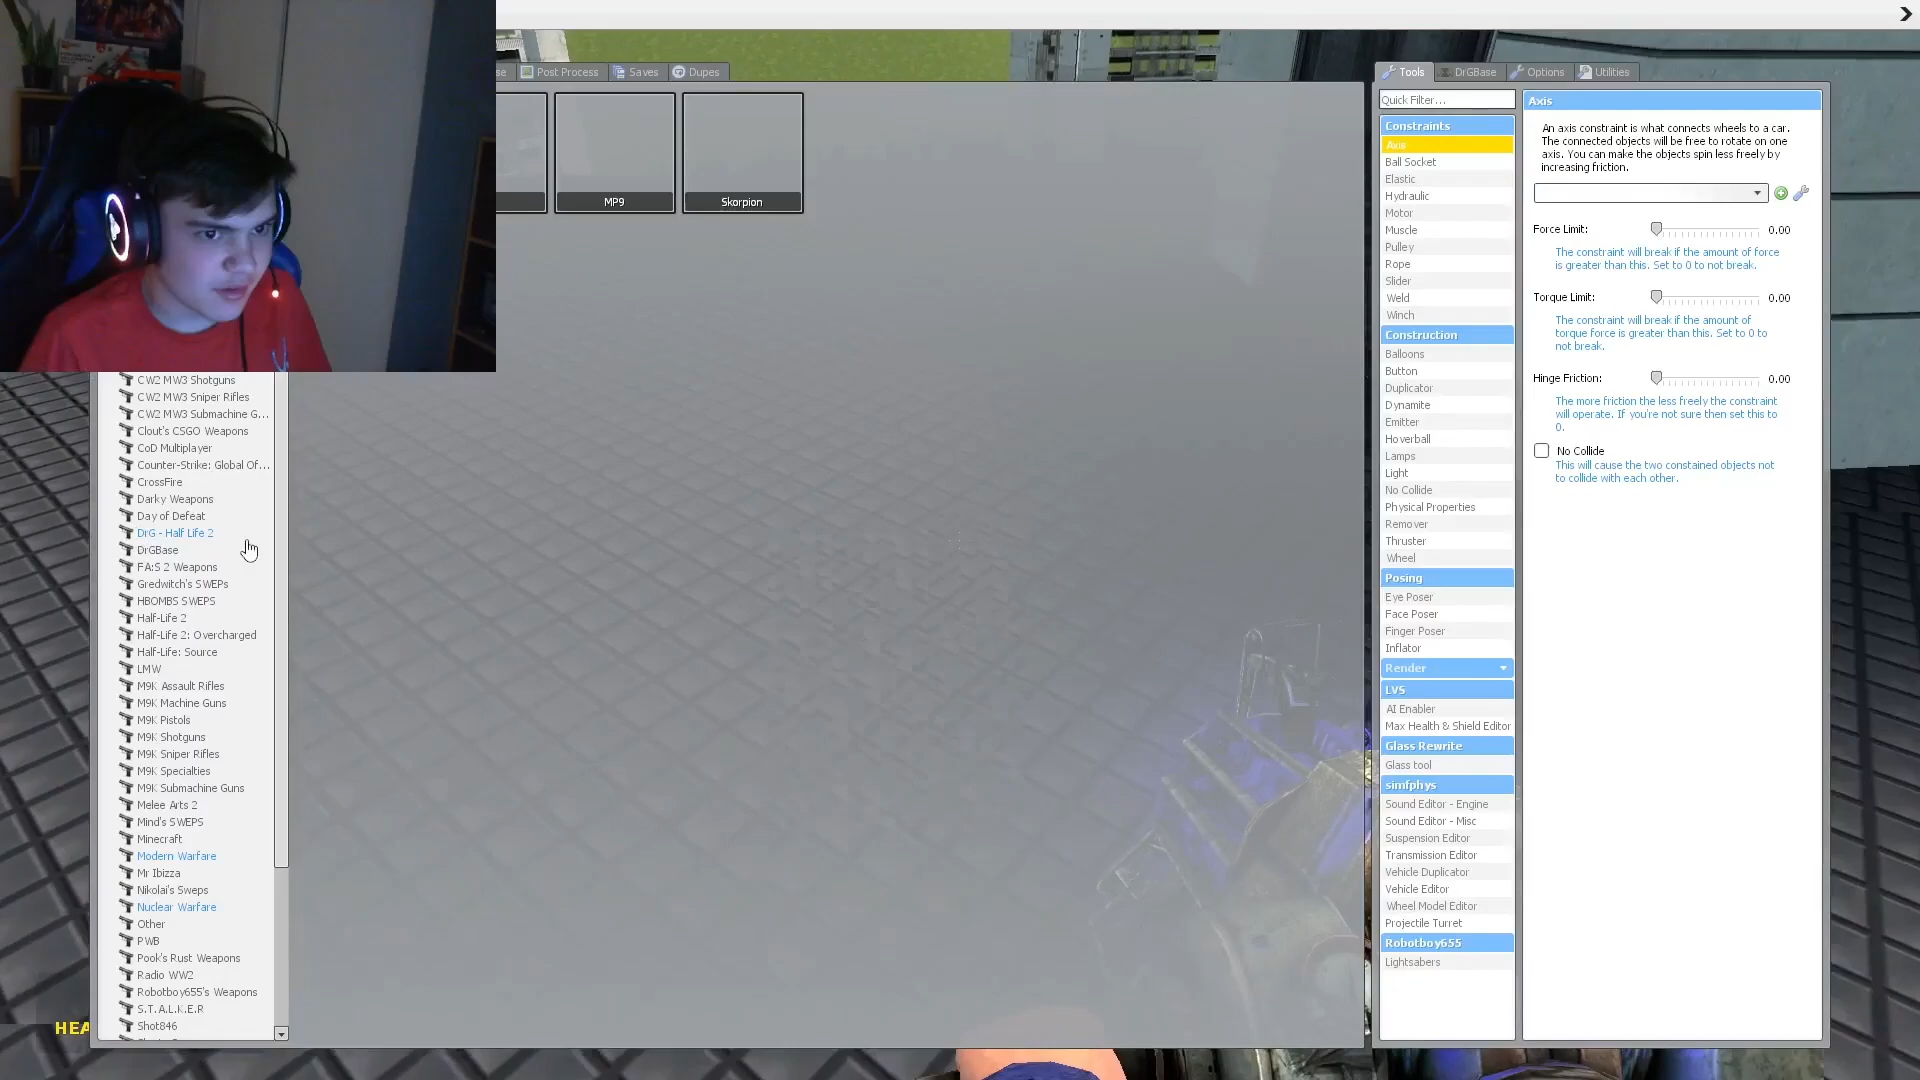 se
Post Process
Saves
Dupes
MP9
Skorpion
CW2 MW3 Shotguns
CW2 MW3 Sniper Rifles
CW2 MW3 Submachine G...
Clout's CSGO Weapons
CoD Multiplayer
Counter-Strike: Global Of...
CrossFire
Darky Weapons
Day of Defeat
DrG - Half Life 2
DrGBase
FA:S 2 Weapons
Gredwitch's SWEPs
HBOMBS SWEPS
Half-Life 2
Half-Life 2: Overcharged
Half-Life: Source
LMW
M9K Assault Rifles
M9K Machine Guns
M9K Pistols
M9K Shotguns
M9K Sniper Rifles
M9K Specialties
M9K Submachine Guns
Melee Arts 2
Mind's SWEPS
Minecraft
Modern Warfare
Mr Ibizza
Nikolai's Sweps
Nuclear Warfare
Other
PWB
Pook's Rust Weapons
Radio WW2
Robotboy655's Weapons
S.T.A.L.K.E.R
Shot846
HEA
Tools
DrGBase
Options
Utilities
Quick Filter...
Constraints
Axis
Ball Socket
Elastic
Hydraulic
Motor
Muscle
Pulley
Rope
Slider
Weld
Winch
Construction
Balloons
Button
Duplicator
Dynamite
Emitter
Hoverball
Lamps
Light
No Collide
Physical Properties
Remover
Thruster
Wheel
Posing
Eye Poser
Face Poser
Finger Poser
Inflator
Render
LVS
AI Enabler
Max Health & Shield Editor
Glass Rewrite
Glass tool
simfphys
Sound Editor - Engine
Sound Editor - Misc
Suspension Editor
Transmission Editor
Vehicle Duplicator
Vehicle Editor
Wheel Model Editor
Projectile Turret
Robotboy655
Lightsabers
Axis
An axis constraint is what connects wheels to a car.
The connected objects will be free to rotate on one
axis. You can make the objects spin less freely by
increasing friction.
Force Limit: 0.00
The constraint will break if the amount of force
is greater than this. Set to 0 to not break.
Torque Limit: 0.00
The constraint will break if the amount of
torque force is greater than this. Set to 0 to
not break.
Hinge Friction: 0.00
The more friction the less freely the constraint
will operate. If you're not sure then set this to
0.
No Collide
This will cause the two constained objects not
to collide with each other.